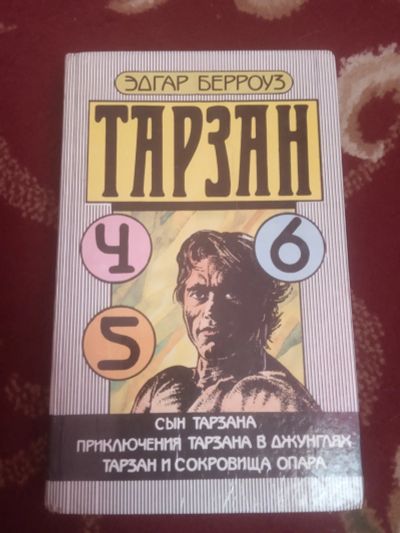 ЭДГАР БЕРРОУЗ
ТАРЗАН
4
6
5
СЫН ТАРЗАНА
ПРИКЛЮЧЕНИЯ ТАРЗАНА В ДЖУНГЛЯХ
ТАРЗАН И СОКРОВИЩА ОПАРА